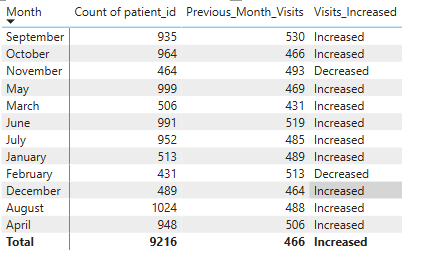 Month Count of patient_id Previous_Month_Visits Visits_Increased
September 935 530 Increased
October 964 466 Increased
November 464 493 Decreased
May 999 469 Increased
March 506 431 Increased
June 991 519 Increased
July 952 485 Increased
January 513 489 Increased
February 431 513 Decreased
December 489 464 Increased
August 1024 488 Increased
April 948 506 Increased
Total 9216 466 Increased